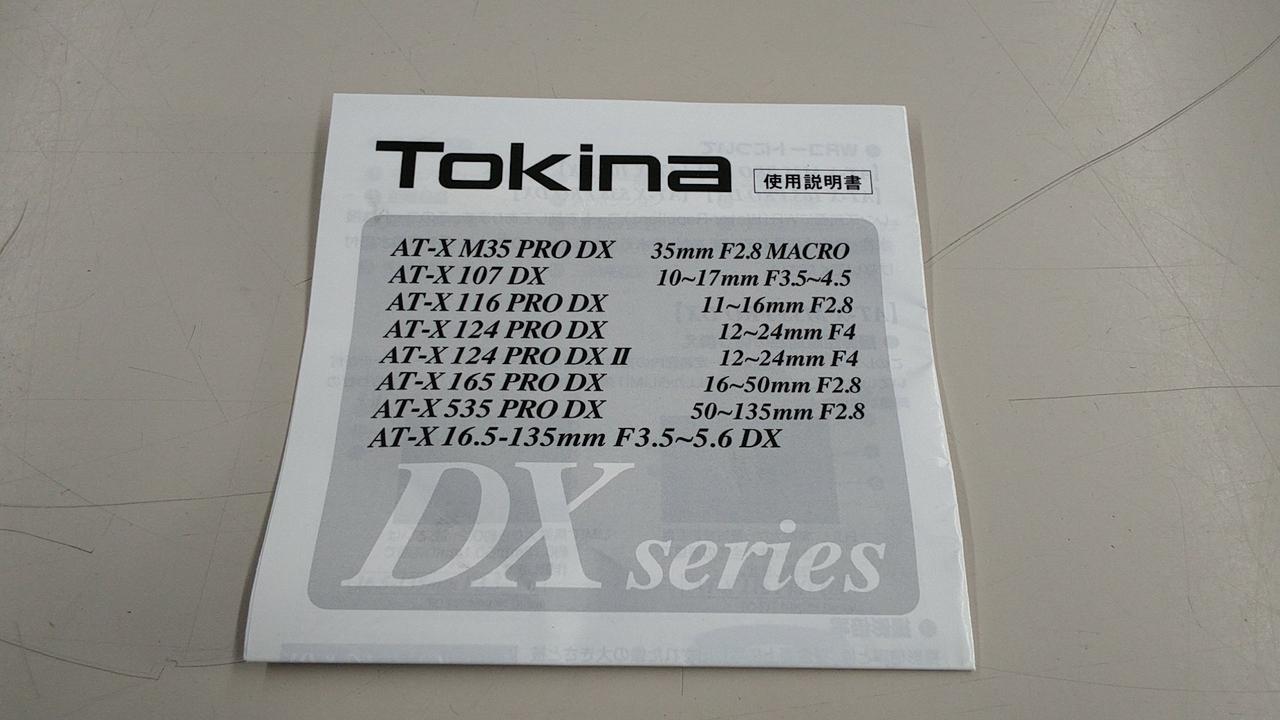 Tokina 使用説明書
AT-X M35 PRO DX 35mm F2.8 MACRO
AT-X 107 DX 10~17mm F3.5~4.5
AT-X 116 PRO DX 11~16mm F2.8
AT-X 124 PRO DX 12~24mm F4
AT-X 124 PRO DX II 12~24mm F4
AT-X 165 PRO DX 16~50mm F2.8
AT-X 535 PRO DX 50~135mm F2.8
AT-X 16.5-135mm F3.5~5.6 DX
DX series